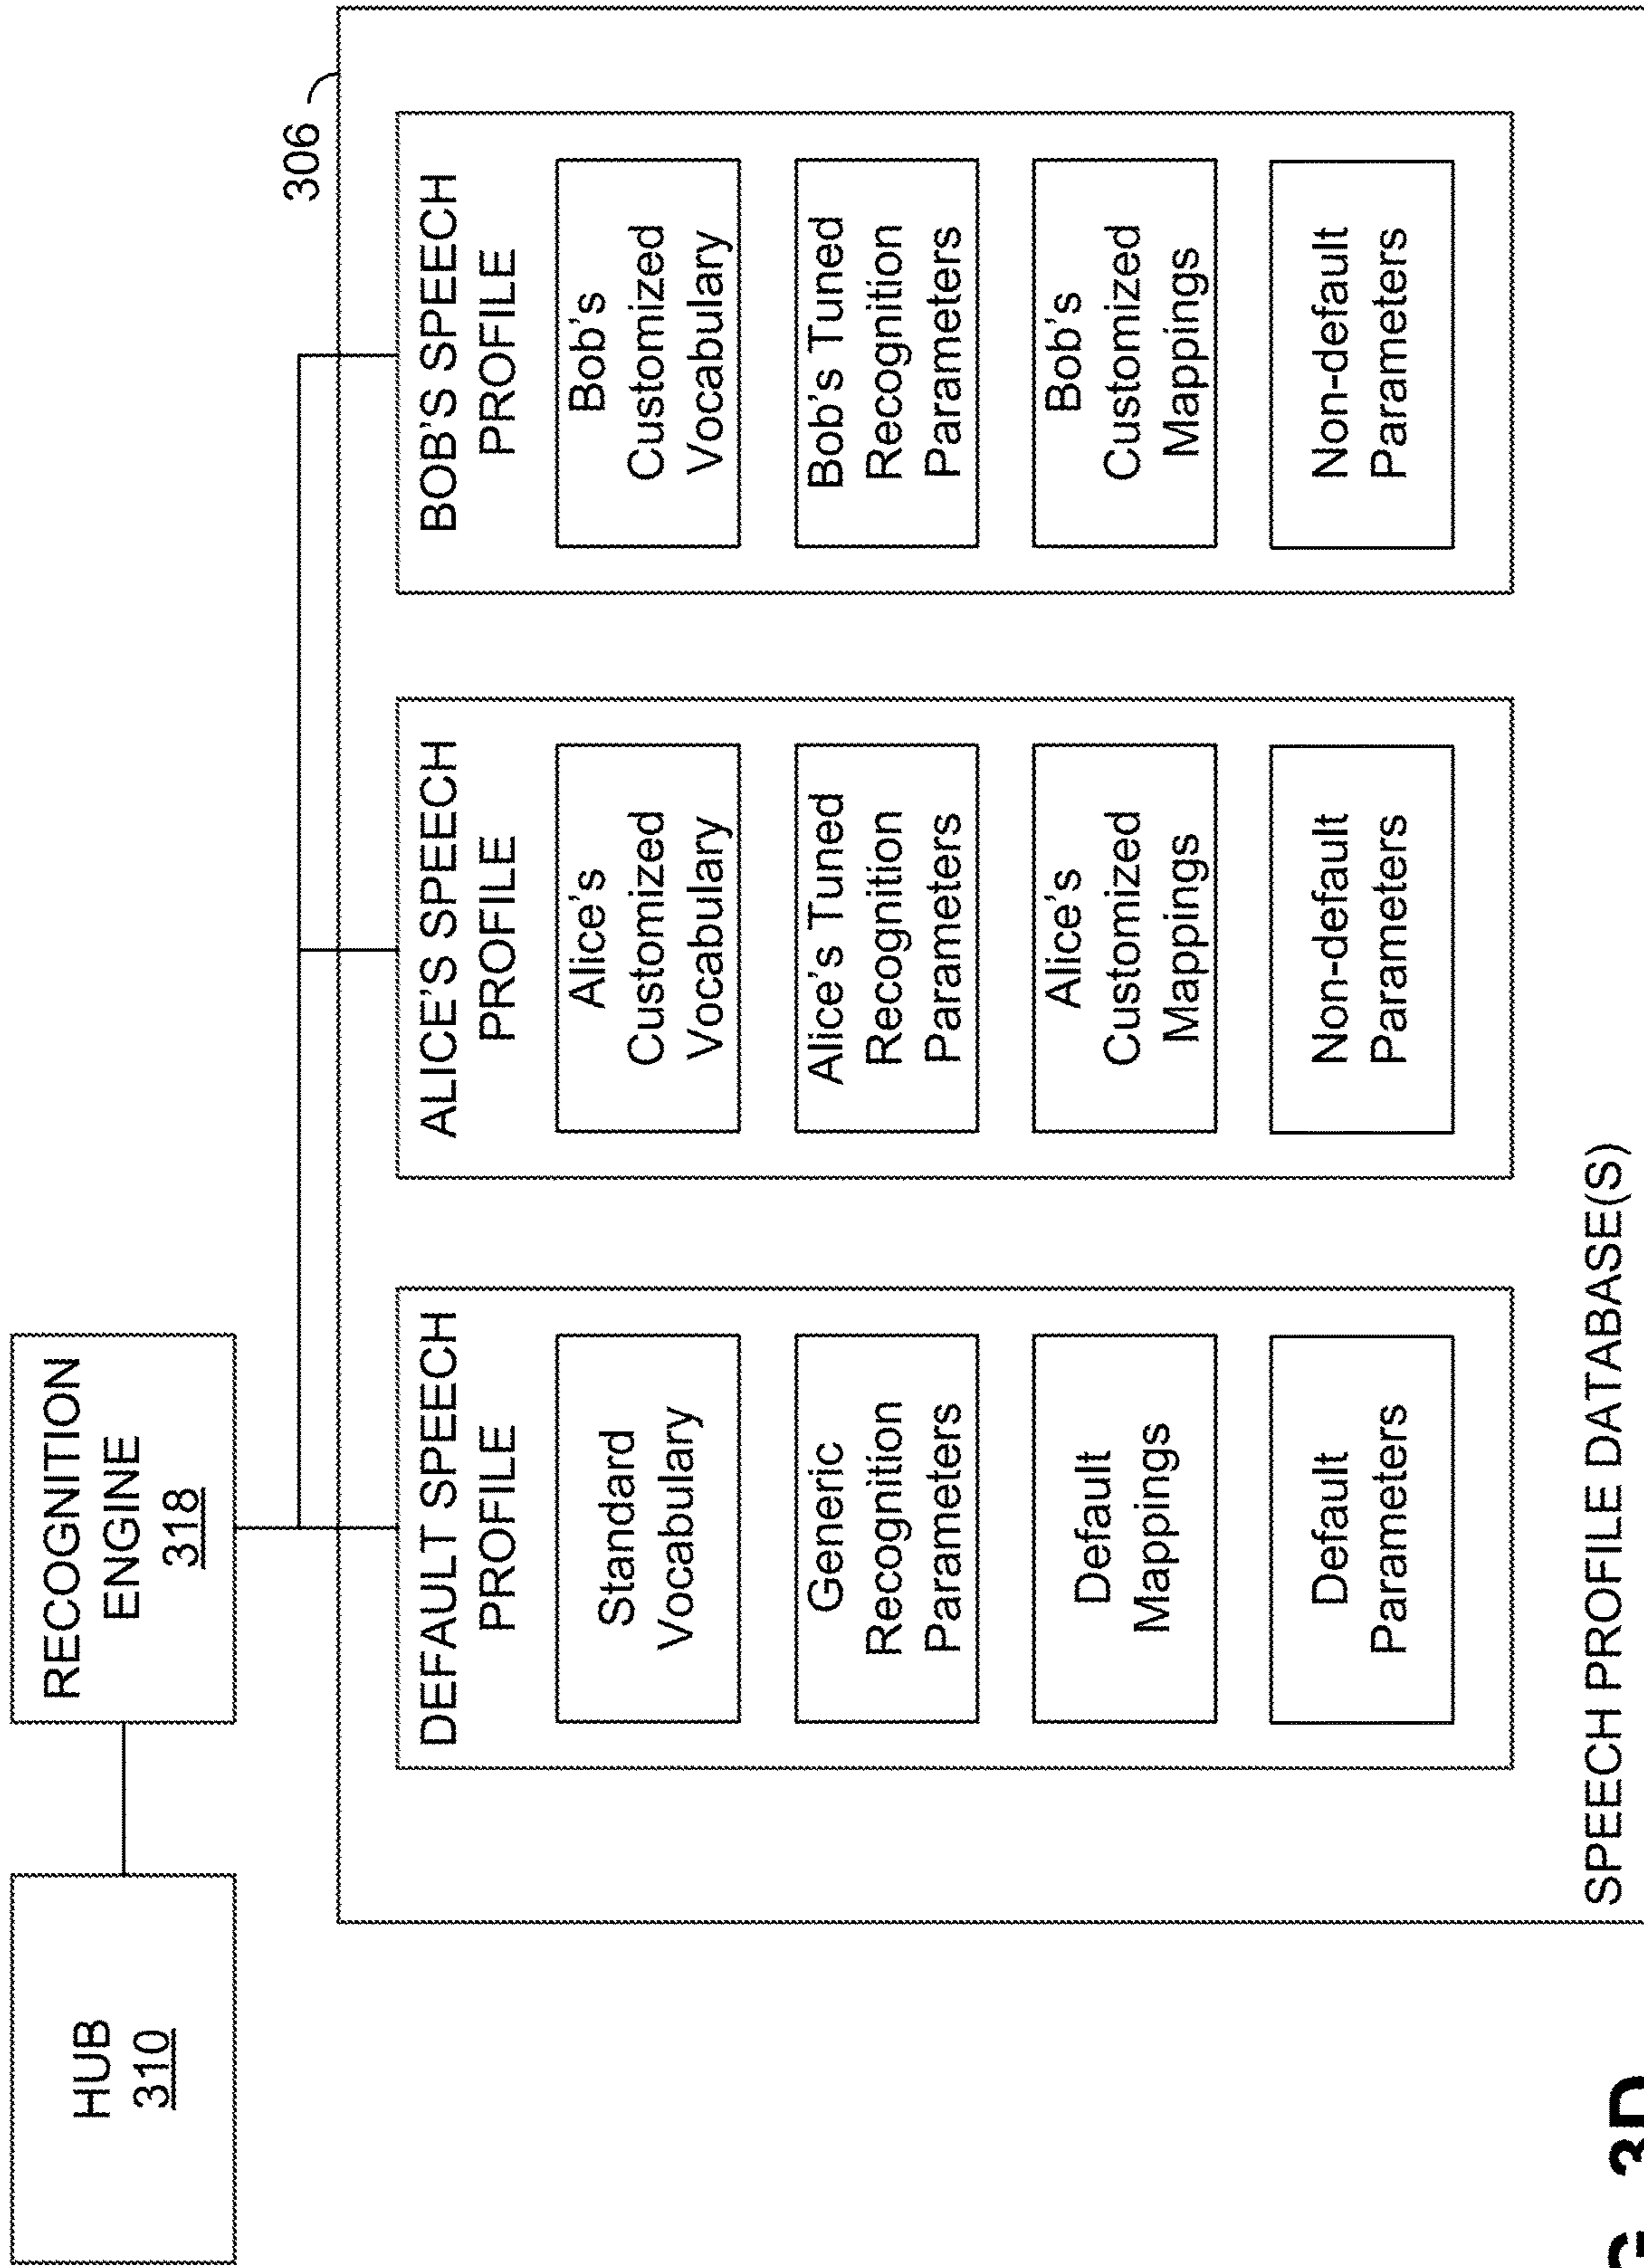 HUB
310
RECOGNITION
ENGINE
318
306
DEFAULT SPEECH
PROFILE
Standard
Vocabulary
Generic
Recognition
Parameters
Default
Mappings
Default
Parameters
ALICE'S SPEECH
PROFILE
Alice's
Customized
Vocabulary
Alice's Tuned
Recognition
Parameters
Alice's
Customized
Mappings
Non-default
Parameters
BOB'S SPEECH
PROFILE
Bob's
Customized
Vocabulary
Bob's Tuned
Recognition
Parameters
Bob's
Customized
Mappings
Non-default
Parameters
SPEECH PROFILE DATABASE(S)